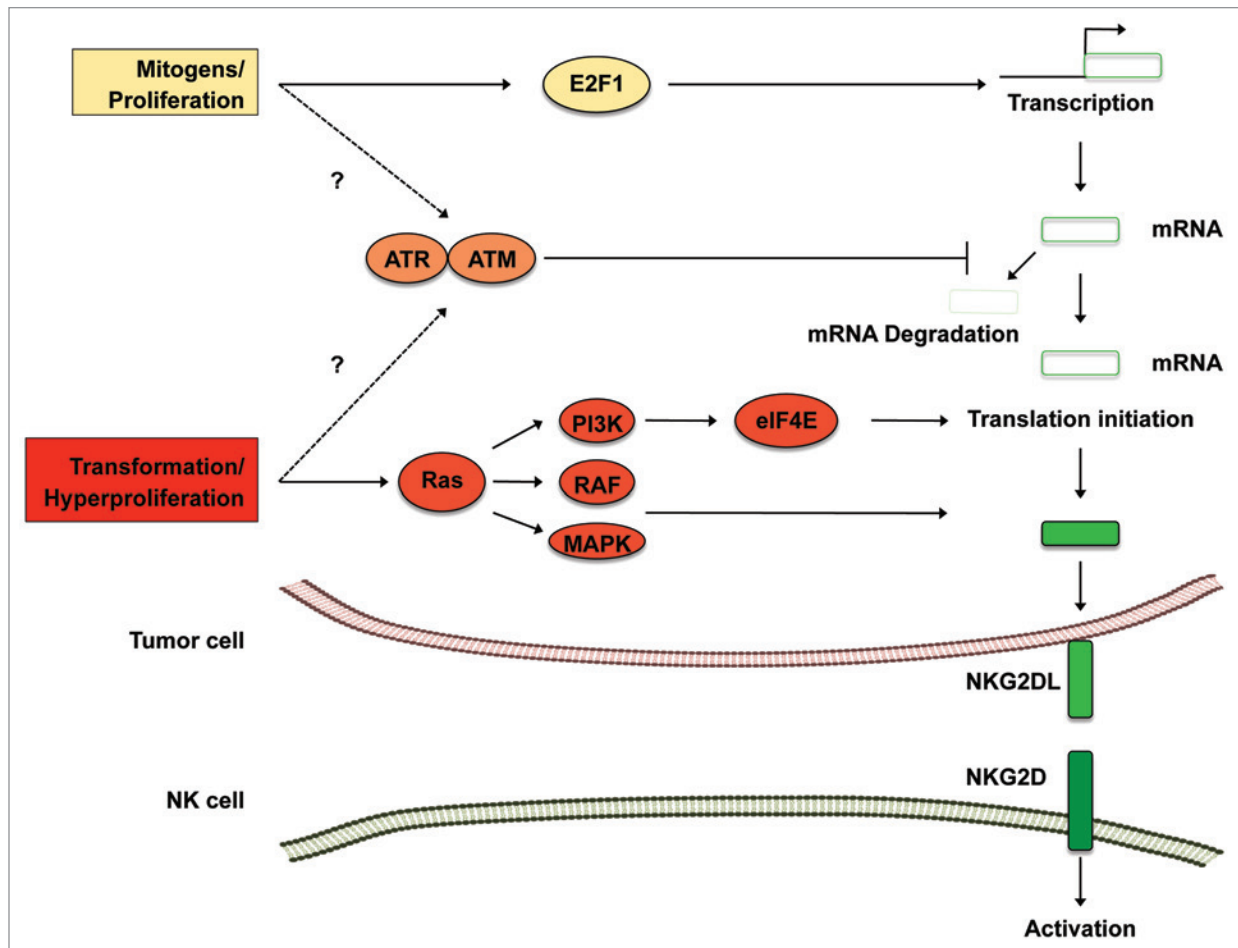 Mitogens/
Proliferation
E2F1
Transcription
?
mRNA
ATR
ATM
mRNA Degradation
?
mRNA
PI3K
eIF4E
Translation initiation
Transformation/
Hyperproliferation
Ras
RAF
MAPK
Tumor cell
NKG2DL
NKG2D
NK cell
Activation